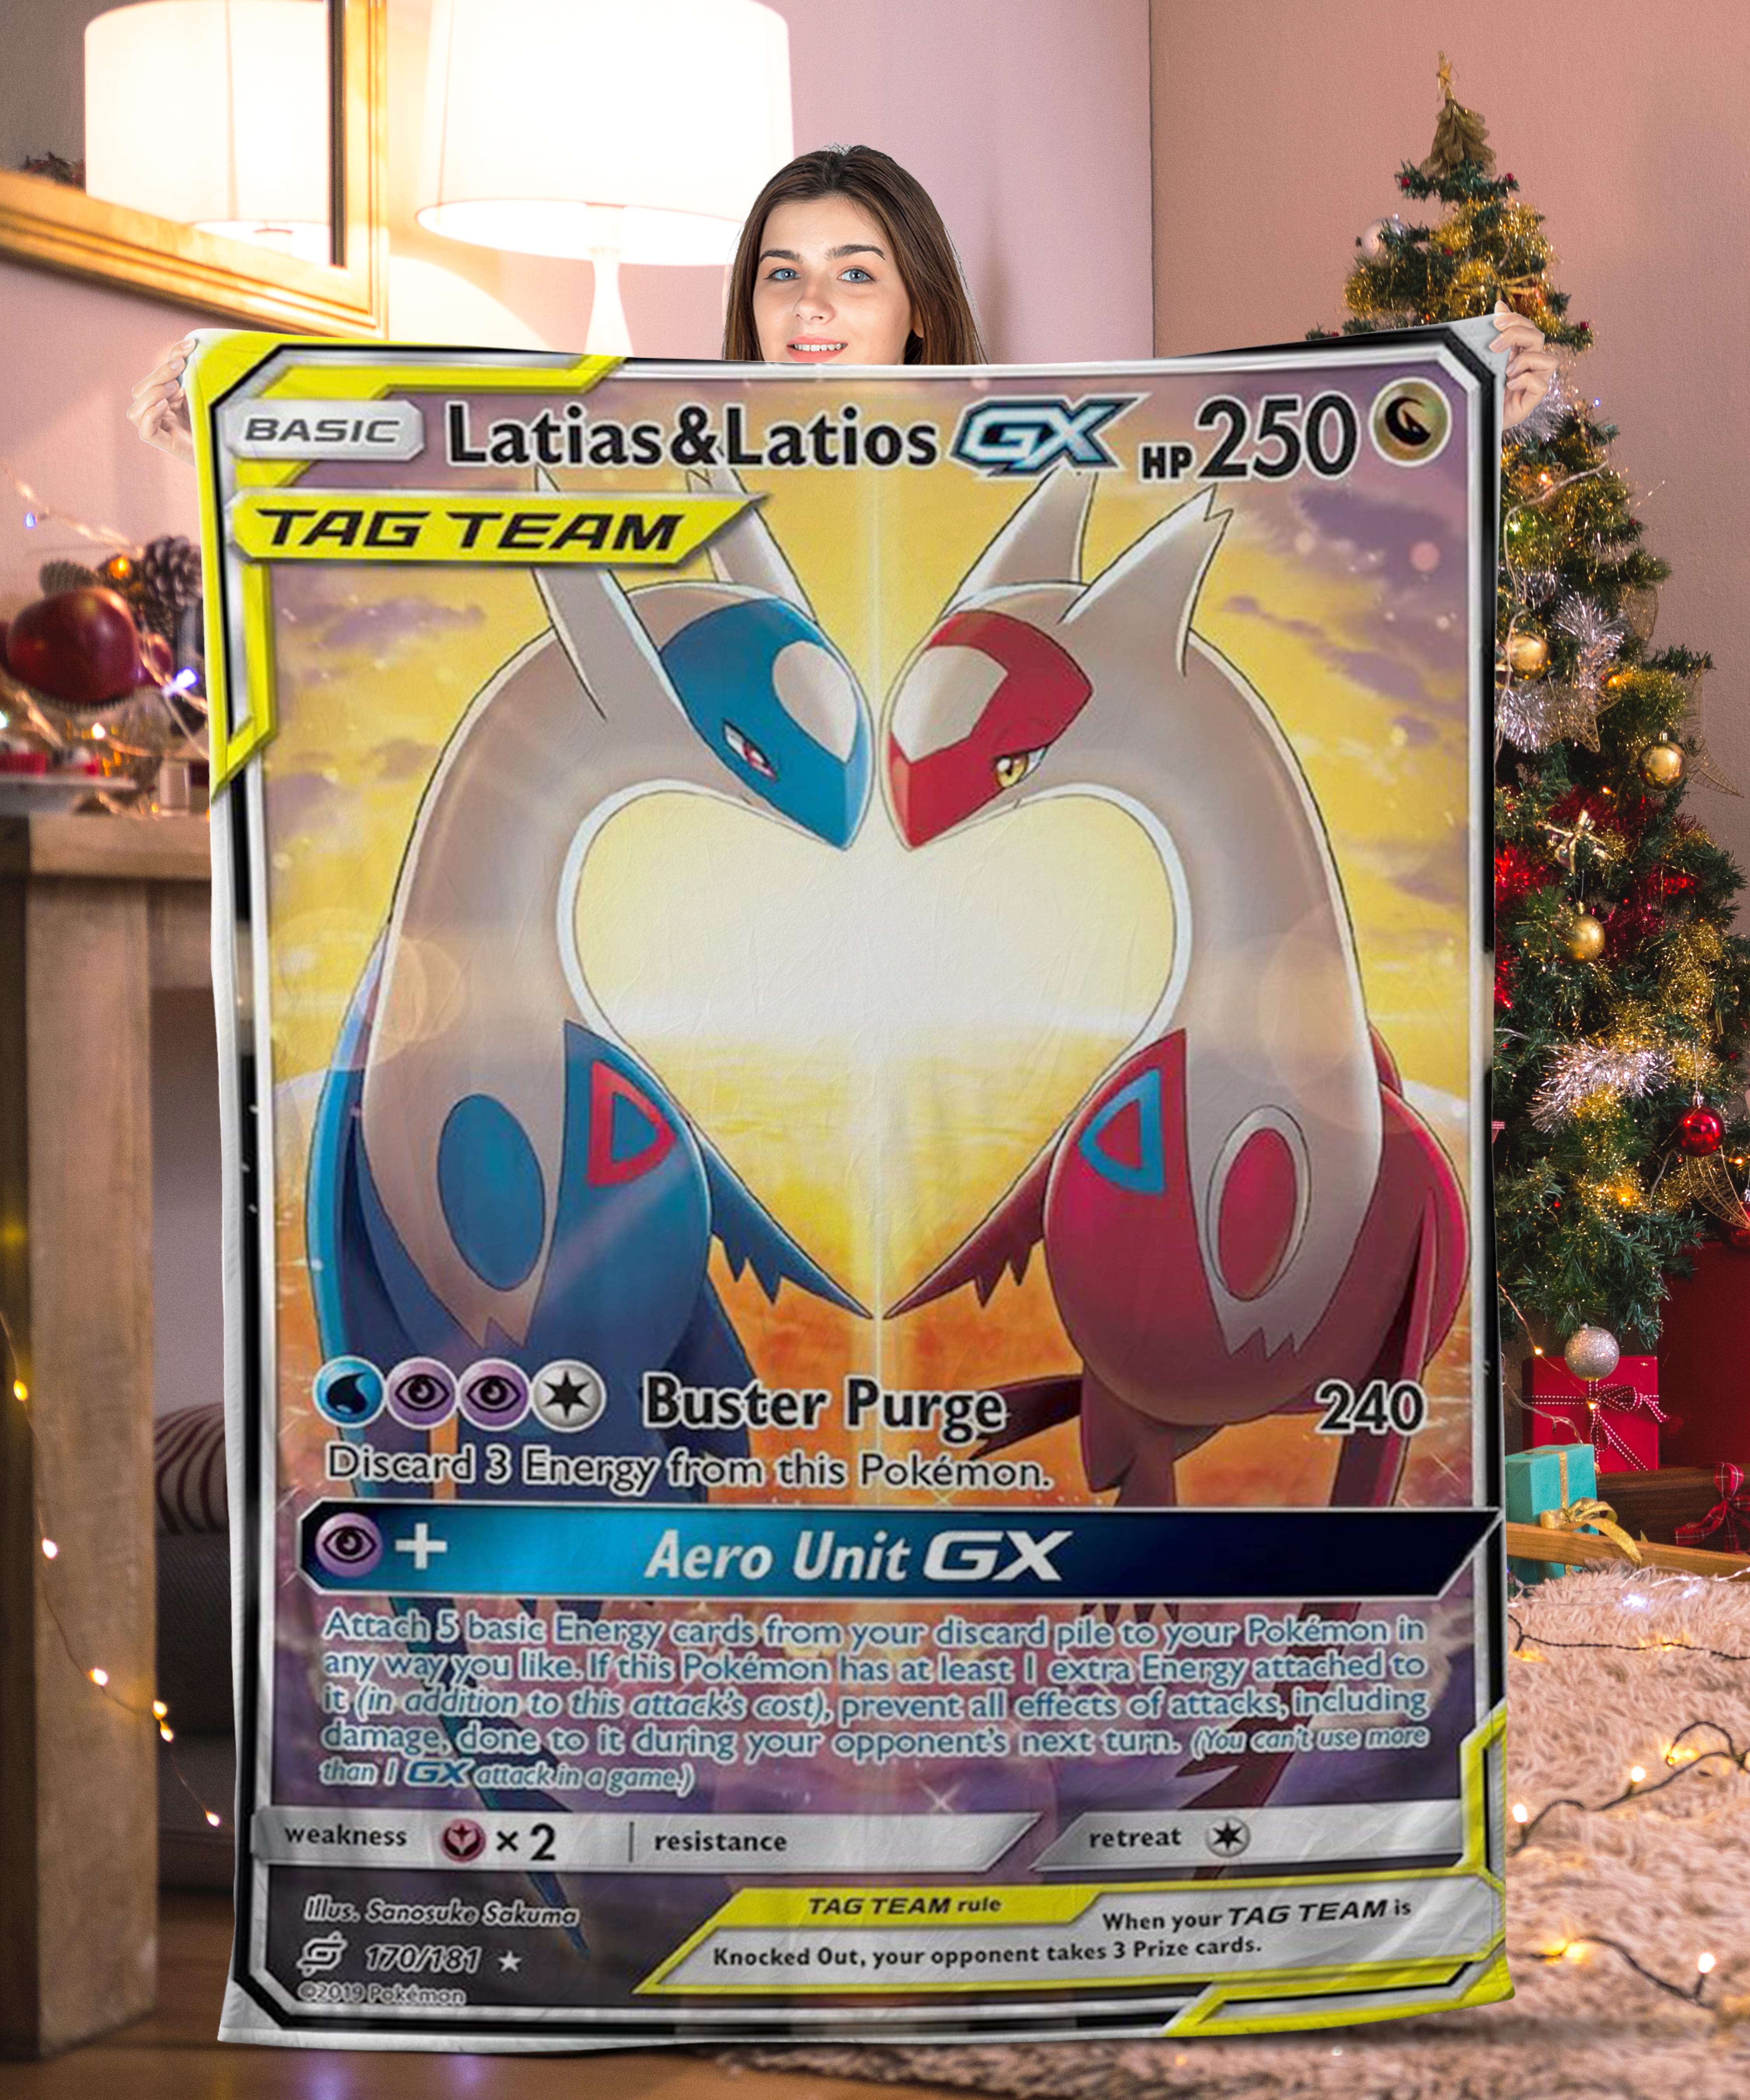 BASIC Latias&Latios GX HP 250
TAG TEAM
Buster Purge 240
Discard 3 Energy from this Pokémon.
+ Aero Unit GX
Attach 5 basic Energy cards from your discard pile to your Pokémon in
any way you like. If this Pokémon has at least 1 extra Energy attached to
it (in addition to this attack's cost), prevent all effects of attacks, including
damage, done to it during your opponent's next turn. (You can't use more
than 1 GX attack in a game.)
weakness ×2 resistance retreat
Illus. Sanosuke Sakuma
170/181
©2019 Pokémon
TAG TEAM rule
When your TAG TEAM is
Knocked Out, your opponent takes 3 Prize cards.